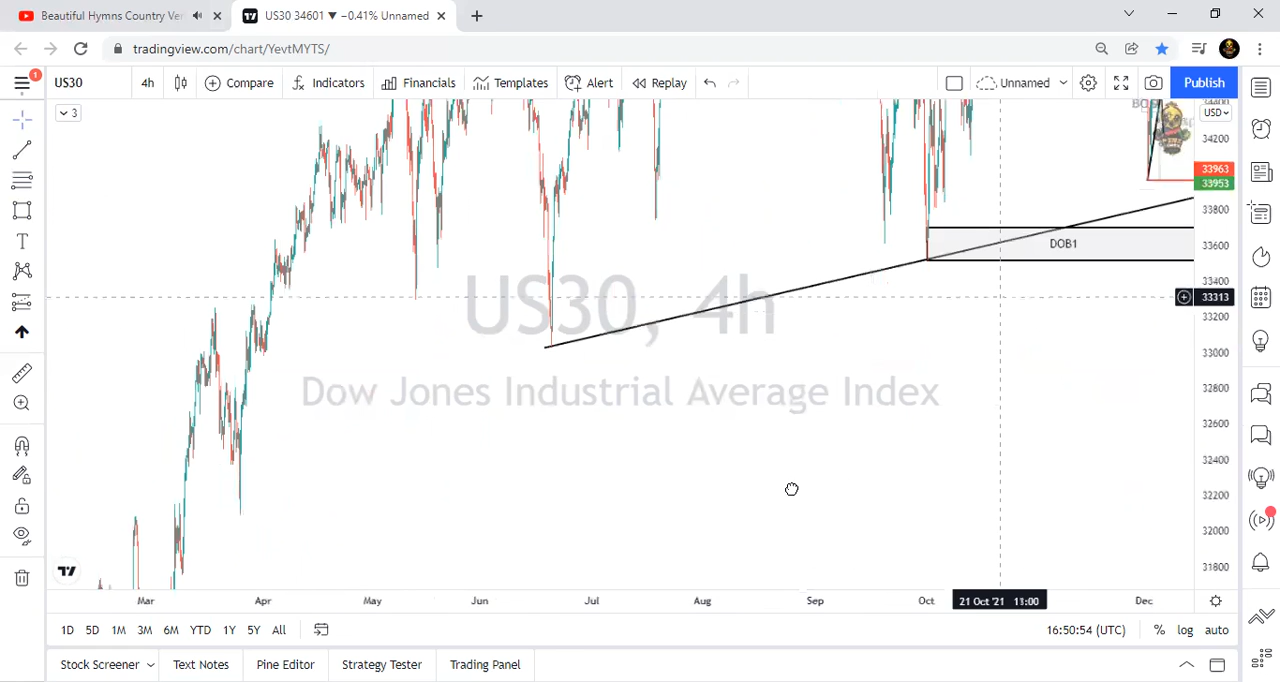 Beautiful Hymns Country Ver
US30 34601 ▼ −0.41% Unnamed
tradingview.com/chart/YevtMYTS/
1
US30
4h
Compare
Indicators
Financials
Templates
Alert
Replay
Unnamed
Publish
3
34400
USD
34200
33963
33953
33800
33600
33400
33313
33200
33000
32800
32600
32400
32200
32000
31800
DOB1
US30, 4h
Dow Jones Industrial Average Index
Mar
Apr
May
Jun
Jul
Aug
Sep
Oct
21 Oct '21 13:00
Dec
1D
5D
1M
3M
6M
YTD
1Y
5Y
All
16:50:54 (UTC)
%
log
auto
Stock Screener
Text Notes
Pine Editor
Strategy Tester
Trading Panel